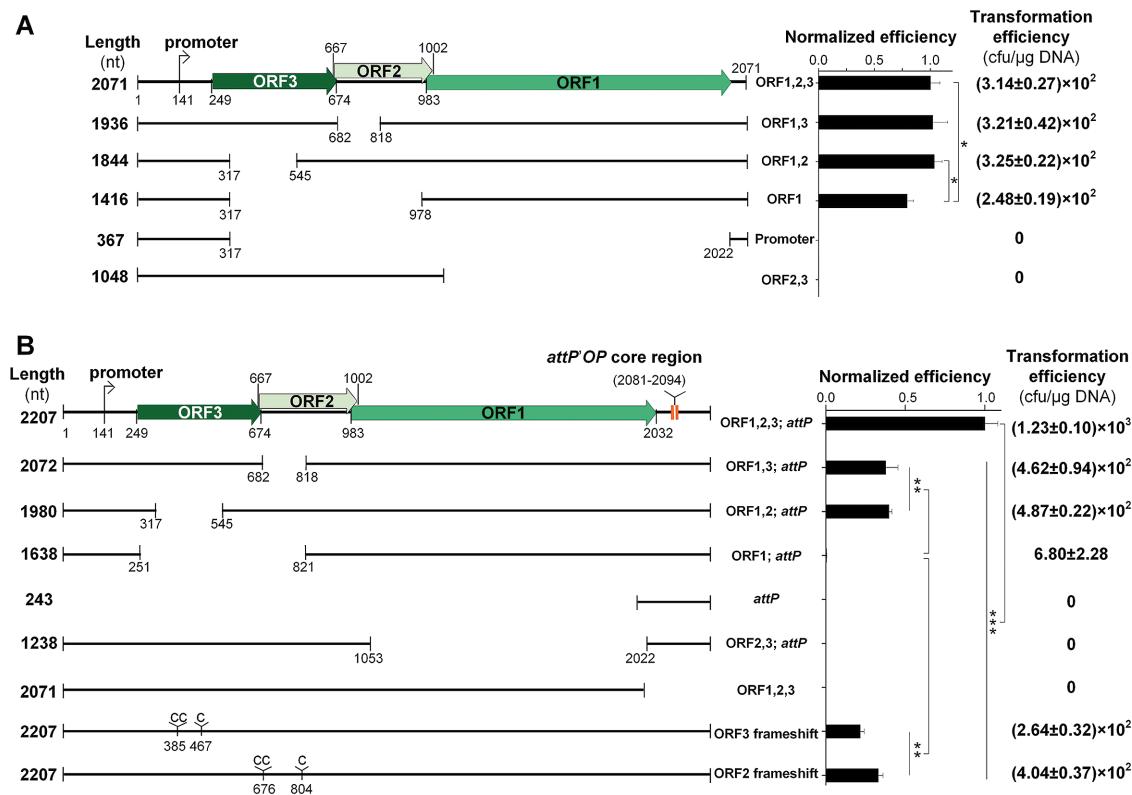 A
Length
(nt)
promoter
667
1002
Normalized efficiency
Transformation
efficiency
(cfu/µg DNA)
0.0 0.5 1.0
2071
ORF3
ORF2
ORF1
2071
1 141 249 674 983
ORF1,2,3
(3.14±0.27)×10²
1936
682 818
ORF1,3
(3.21±0.42)×10²
1844
317 545
ORF1,2
(3.25±0.22)×10²
1416
317 978
ORF1
(2.48±0.19)×10²
*
*
367
317 2022
Promoter
0
1048
ORF2,3
0
B
Length
(nt)
promoter
667
1002
attP'OP core region
(2081-2094)
Normalized efficiency
Transformation
efficiency
(cfu/µg DNA)
0.0 0.5 1.0
2207
ORF3
ORF2
ORF1
1 141 249 674 983 2032
ORF1,2,3; attP
(1.23±0.10)×10³
2072
682 818
ORF1,3; attP
(4.62±0.94)×10²
1980
317 545
ORF1,2; attP
(4.87±0.22)×10²
**
1638
251 821
ORF1; attP
6.80±2.28
243
attP
0
1238
1053 2022
ORF2,3; attP
0
***
2071
ORF1,2,3
0
2207
CC C
385 467
ORF3 frameshift
(2.64±0.32)×10²
**
2207
CC C
676 804
ORF2 frameshift
(4.04±0.37)×10²